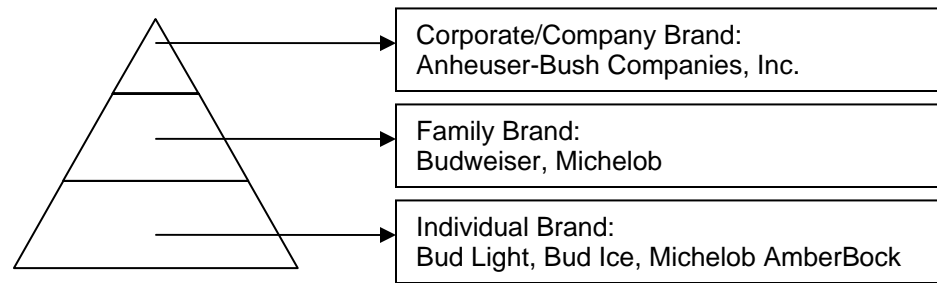 Corporate/Company Brand:
Anheuser-Bush Companies, Inc.
Family Brand:
Budweiser, Michelob
Individual Brand:
Bud Light, Bud Ice, Michelob AmberBock